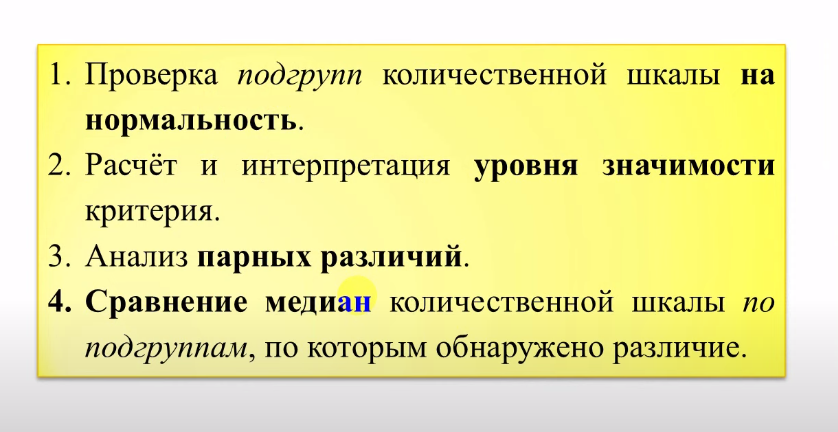 1. Проверка подгрупп количественной шкалы на
нормальность.
2. Расчёт и интерпретация уровня значимости
критерия.
3. Анализ парных различий.
4. Сравнение медиан количественной шкалы по
подгруппам, по которым обнаружено различие.